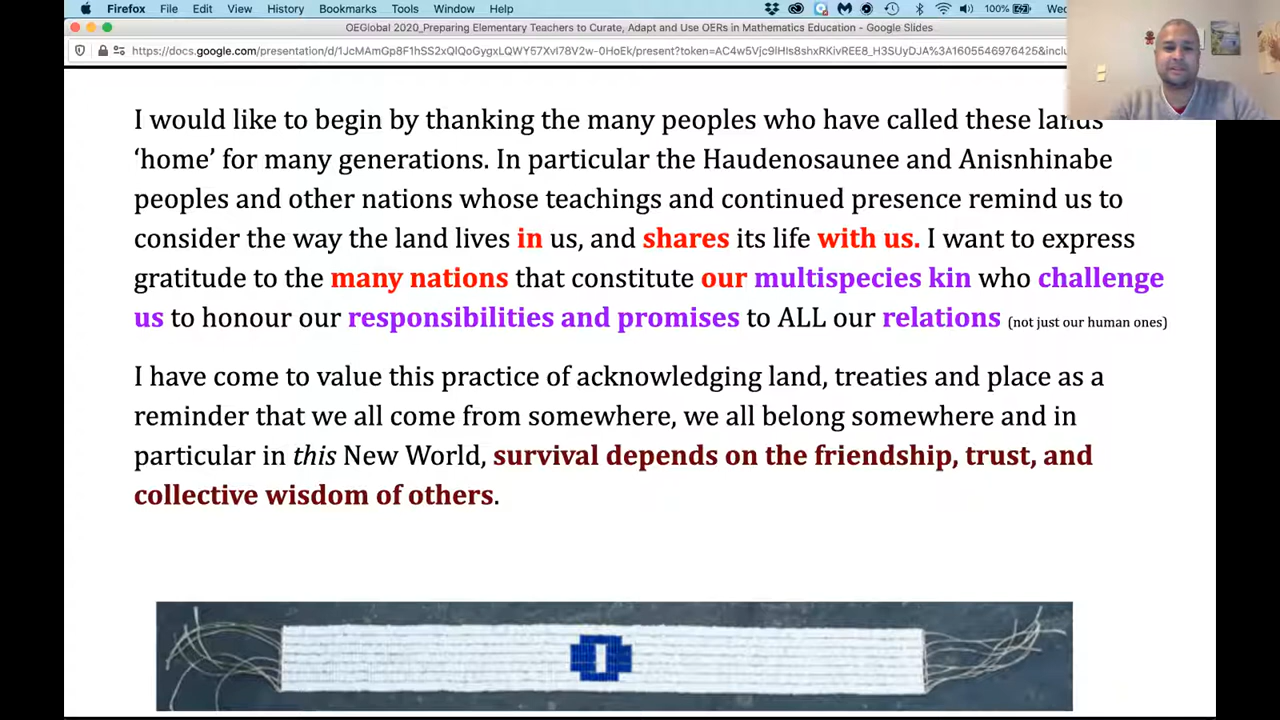 Firefox File Edit View History Bookmarks Tools Window Help 100% Wed
OEGlobal 2020_Preparing Elementary Teachers to Curate, Adapt and Use OERs in Mathematics Education - Google Slides
I would like to begin by thanking the many peoples who have called these lands
‘home’ for many generations. In particular the Haudenosaunee and Anisnhinabe
peoples and other nations whose teachings and continued presence remind us to
consider the way the land lives in us, and shares its life with us. I want to express
gratitude to the many nations that constitute our multispecies kin who challenge
us to honour our responsibilities and promises to ALL our relations (not just our human ones)
I have come to value this practice of acknowledging land, treaties and place as a
reminder that we all come from somewhere, we all belong somewhere and in
particular in this New World, survival depends on the friendship, trust, and
collective wisdom of others.